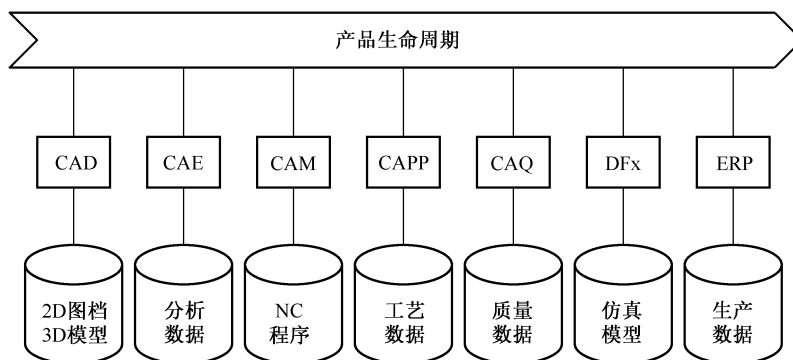 产品生命周期
CAD
CAE
CAM
CAPP
CAQ
DFx
ERP
2D图档
3D模型
分析
数据
NC
程序
工艺
数据
质量
数据
仿真
模型
生产
数据